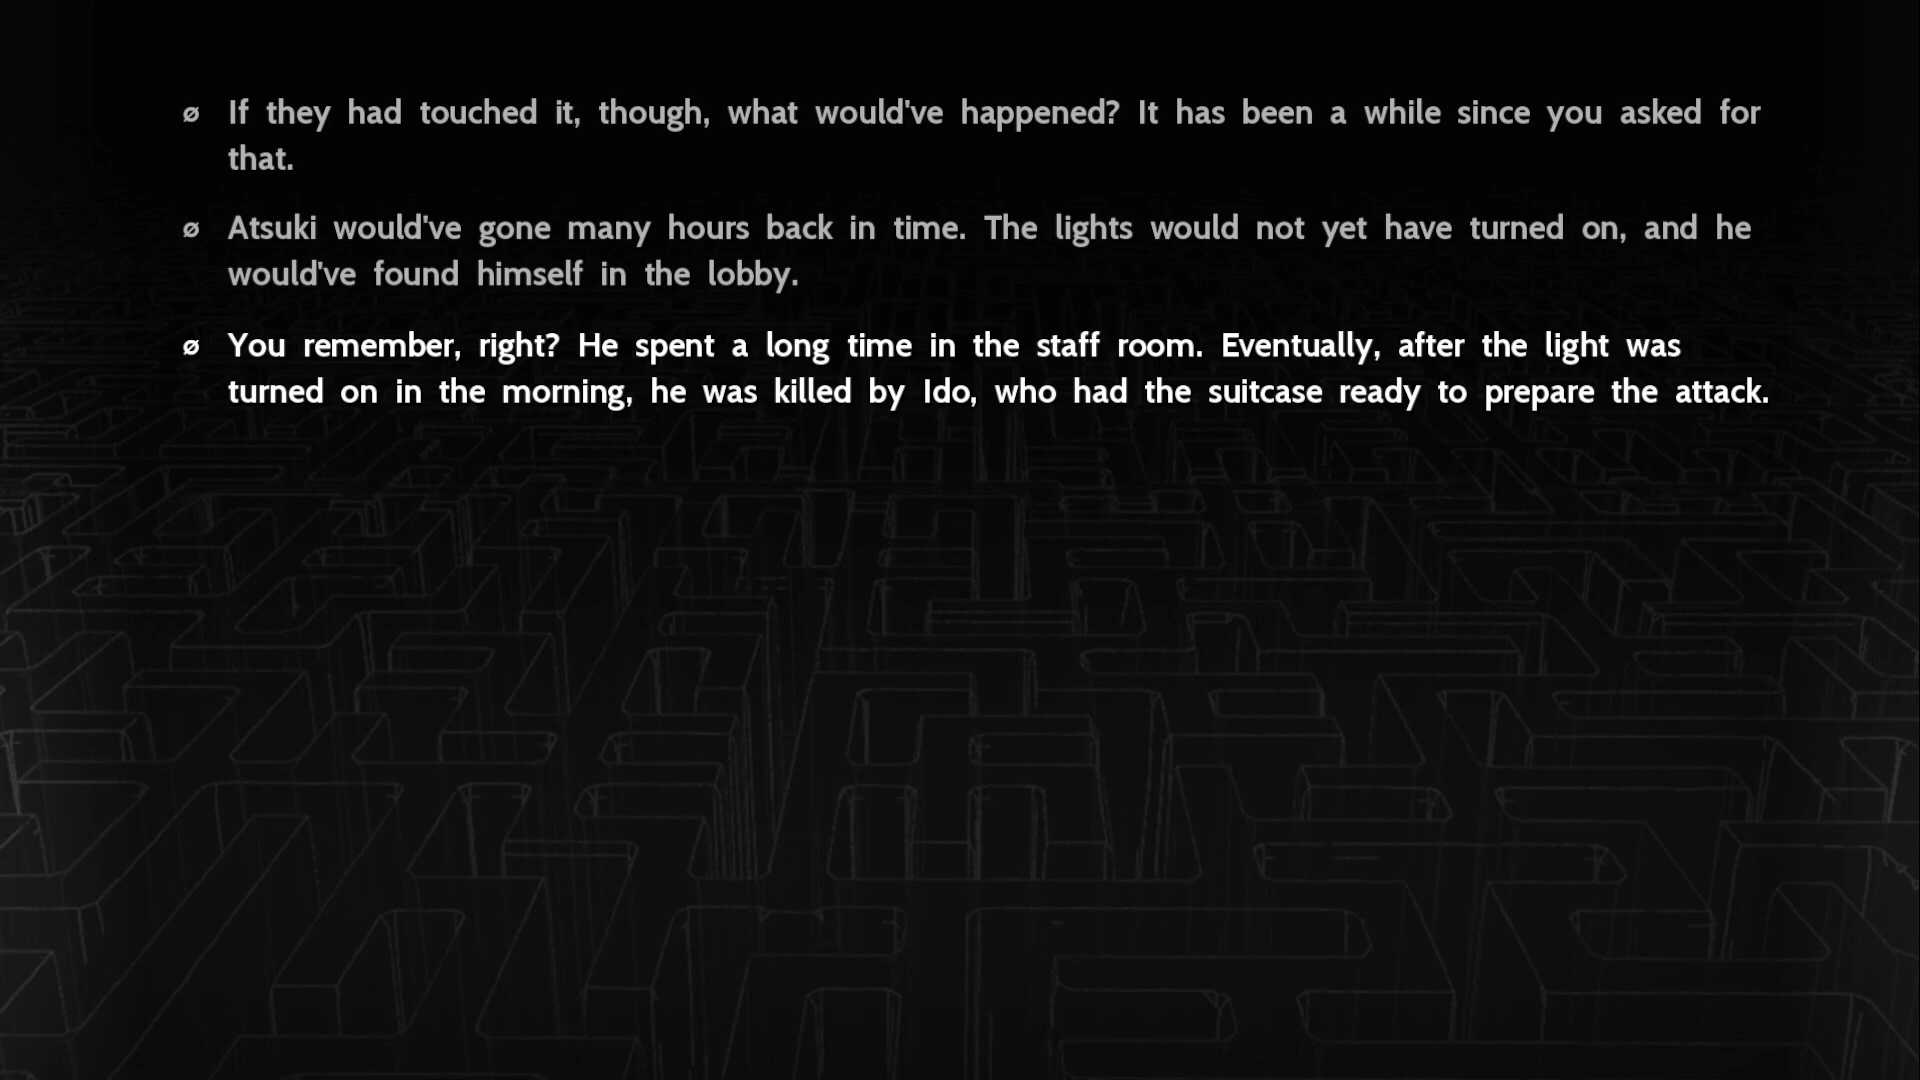 ø If they had touched it, though, what would've happened? It has been a while since you asked for
that.
ø Atsuki would've gone many hours back in time. The lights would not yet have turned on, and he
would've found himself in the lobby.
ø You remember, right? He spent a long time in the staff room. Eventually, after the light was
turned on in the morning, he was killed by Ido, who had the suitcase ready to prepare the attack.